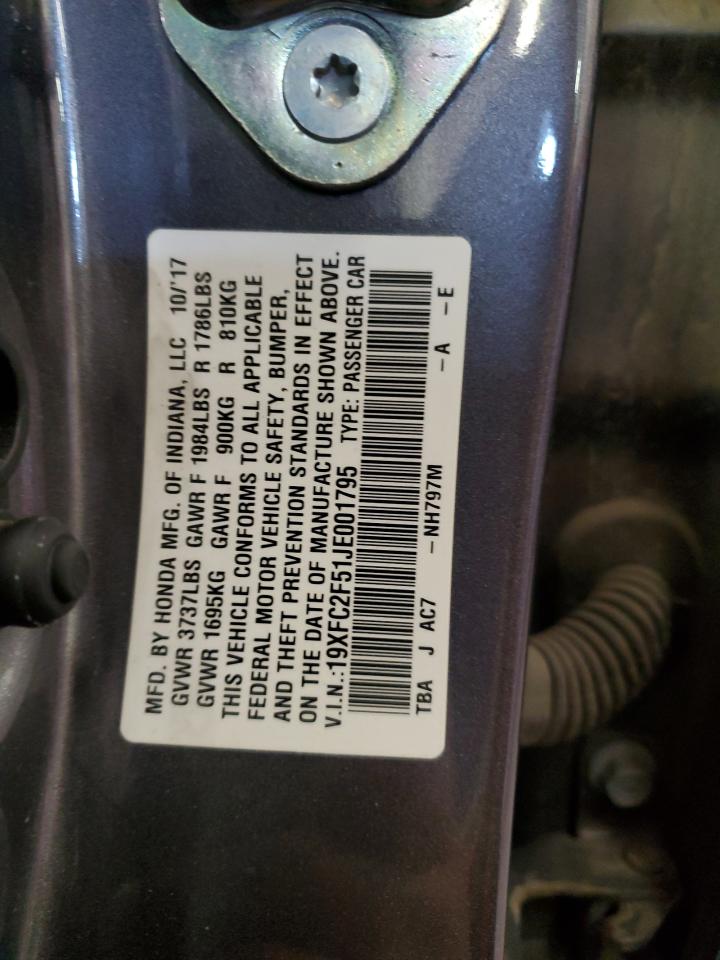 MFD. BY HONDA MFG. OF INDIANA, LLC 10/'17
GVWR 3737LBS GAWR F 1984LBS R 1786LBS
GVWR 1695KG GAWR F 900KG R 810KG
THIS VEHICLE CONFORMS TO ALL APPLICABLE
FEDERAL MOTOR VEHICLE SAFETY, BUMPER,
AND THEFT PREVENTION STANDARDS IN EFFECT
ON THE DATE OF MANUFACTURE SHOWN ABOVE.
V.I.N.:19XFC2F51JE001795 TYPE: PASSENGER CAR
TBA J AC7 -NH797M -A -E